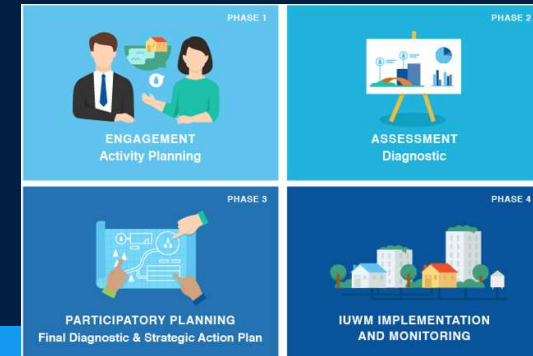 PHASE 1
ENGAGEMENT
Activity Planning
PHASE 2
ASSESSMENT
Diagnostic
PHASE 3
PARTICIPATORY PLANNING
Final Diagnostic & Strategic Action Plan
PHASE 4
IUWM IMPLEMENTATION
AND MONITORING